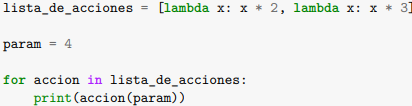 lista_de_acciones = [lambda x: x * 2, lambda x: x * 3]
param = 4
for accion in lista_de_acciones:
    print(accion(param))